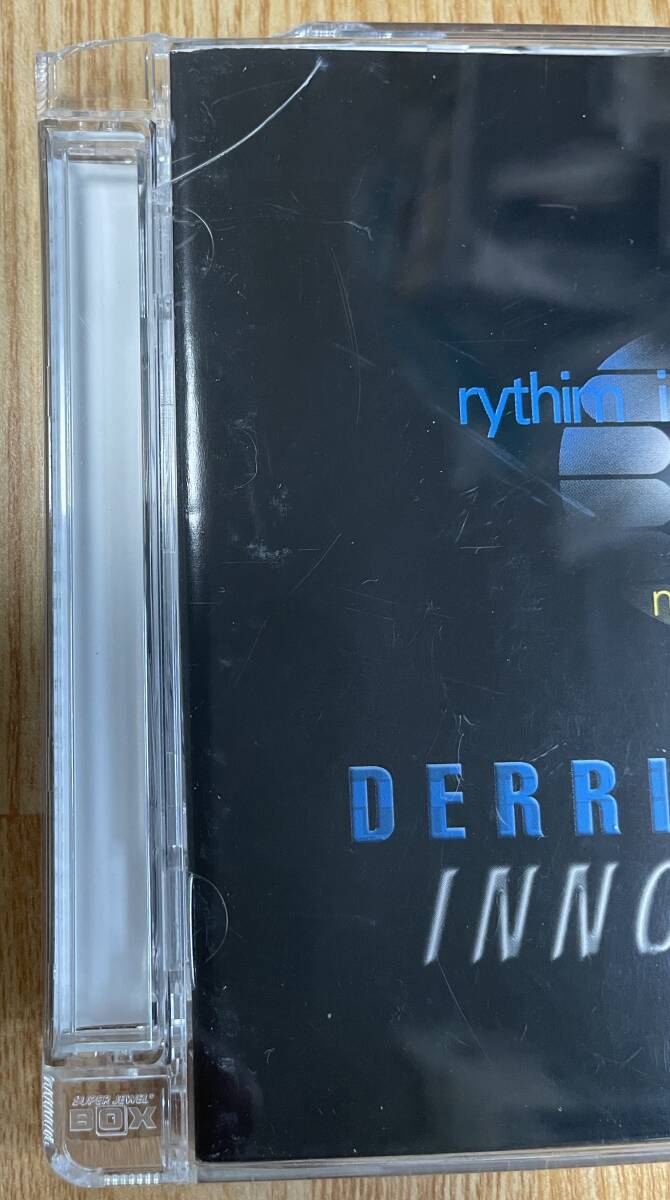 rythim i
n
DERRI
INNO
SUPER JEWEL®
BOX